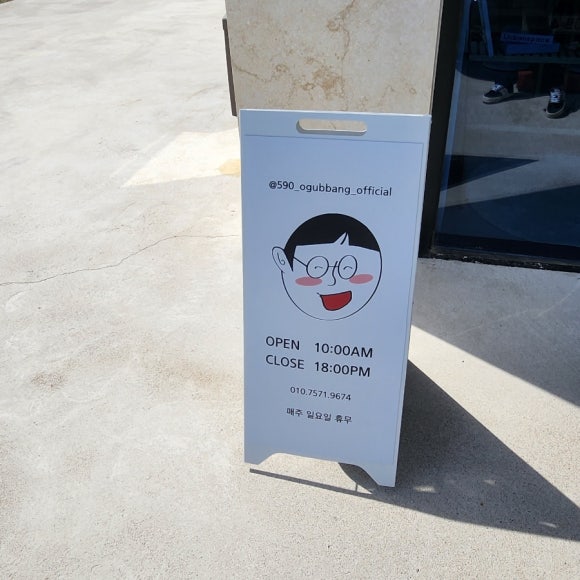 @590_ogubbang_official
OPEN 10:00AM
CLOSE 18:00PM
010.7571.9674
매주 일요일 휴무